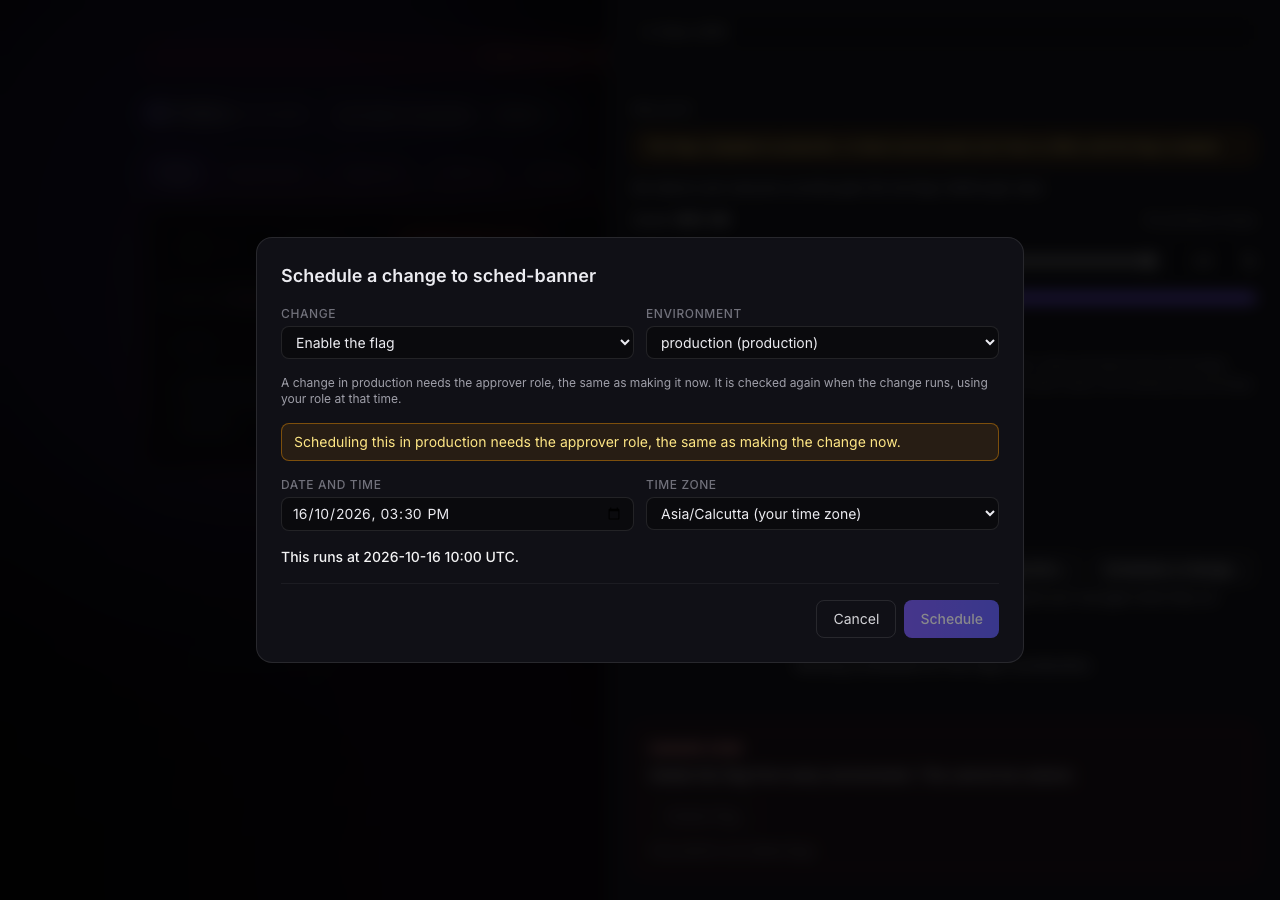 Schedule a change to sched-banner
CHANGE
ENVIRONMENT
Enable the flag
production (production)
A change in production needs the approver role, the same as making it now. It is checked again when the change runs, using
your role at that time.
Scheduling this in production needs the approver role, the same as making the change now.
DATE AND TIME
TIME ZONE
16/10/2026, 03:30 PM
Asia/Calcutta (your time zone)
This runs at 2026-10-16 10:00 UTC.
Cancel
Schedule